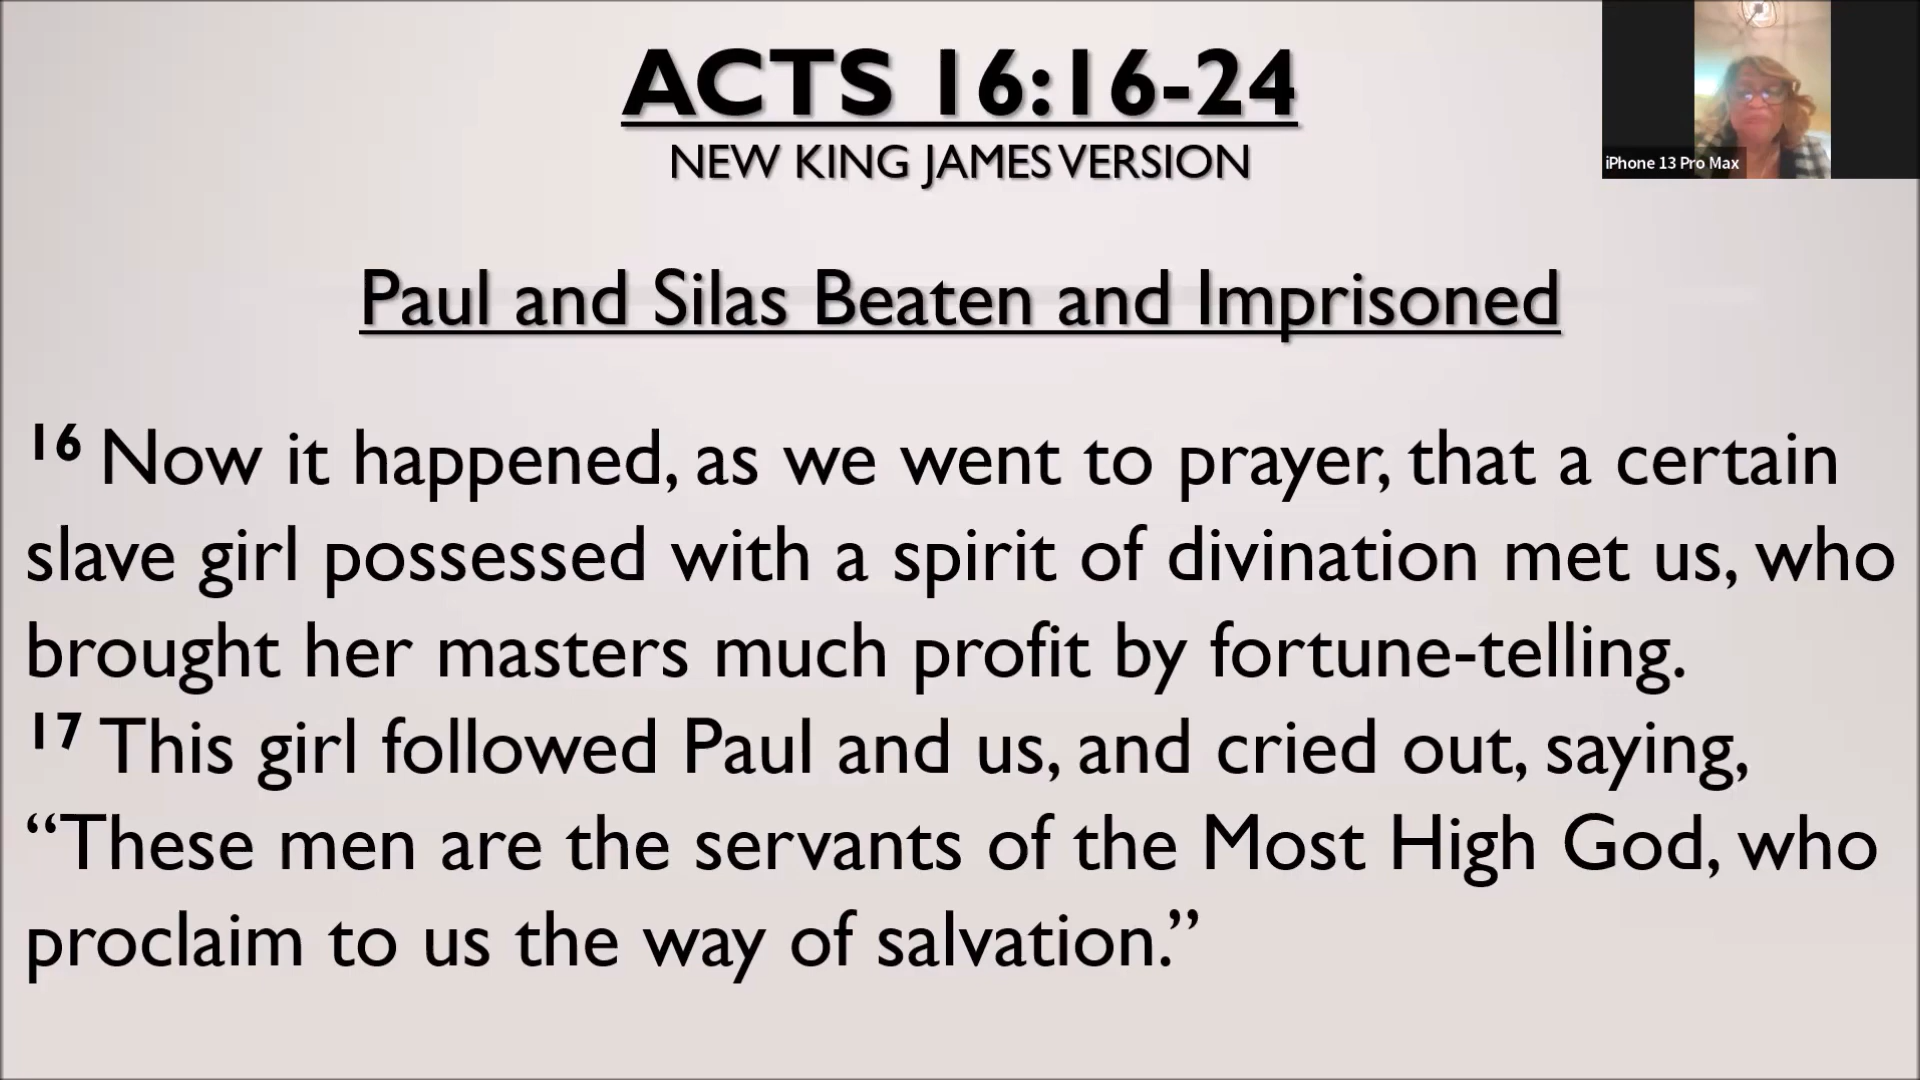 ACTS 16:16-24
NEW KING JAMES VERSION
iPhone 13 Pro Max
Paul and Silas Beaten and Imprisoned
16 Now it happened, as we went to prayer, that a certain
slave girl possessed with a spirit of divination met us, who
brought her masters much profit by fortune-telling.
17 This girl followed Paul and us, and cried out, saying,
“These men are the servants of the Most High God, who
proclaim to us the way of salvation.”